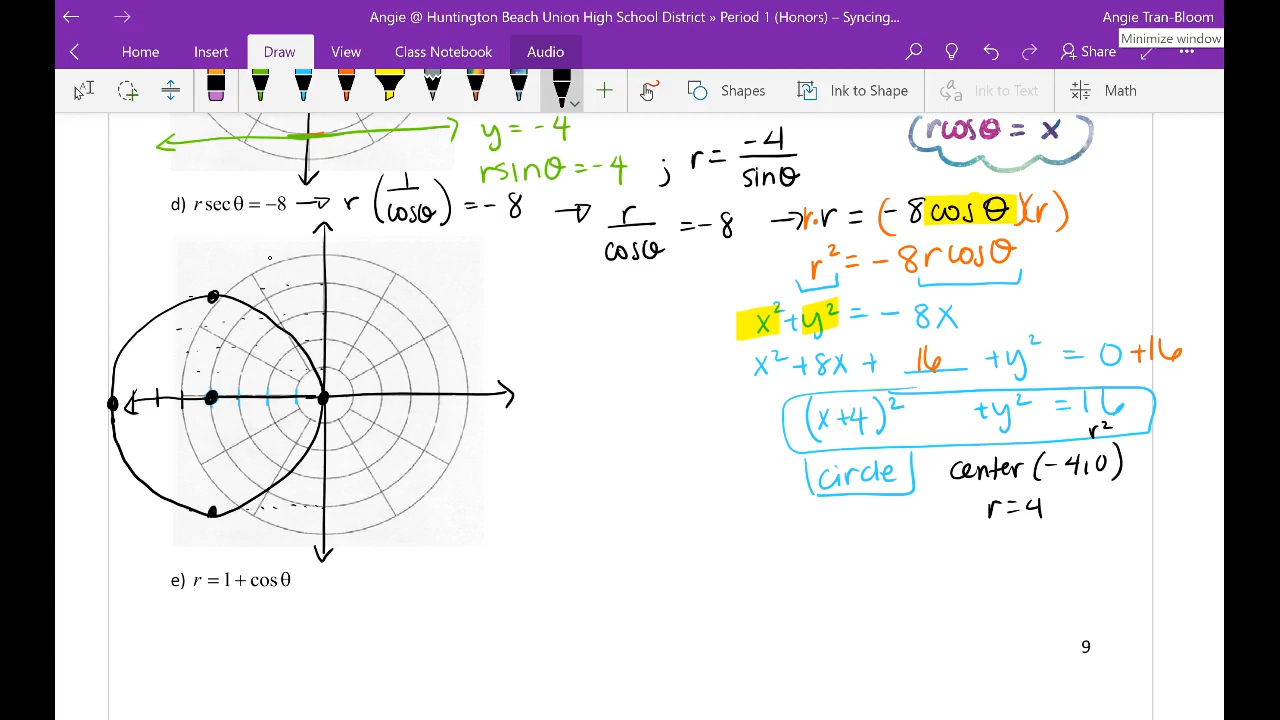 Angie @ Huntington Beach Union High School District » Period 1 (Honors) – Syncing...
Angie Tran-Bloom
Minimize window
Home Insert Draw View Class Notebook Audio Share
Shapes Ink to Shape Ink to Text Math
y = -4
rcosθ = x
rsinθ = -4 ; r = -4/sinθ
d) r sec θ = −8 → r (1/cosθ) = -8 → r/cosθ = -8 → r·r = (-8 cosθ)(r)
r² = -8rcosθ
x² + y² = -8x
x² + 8x + 16 + y² = 0 + 16
(x+4)² + y² = 16
r²
circle center (-4,0)
r = 4
e) r = 1 + cos θ
9